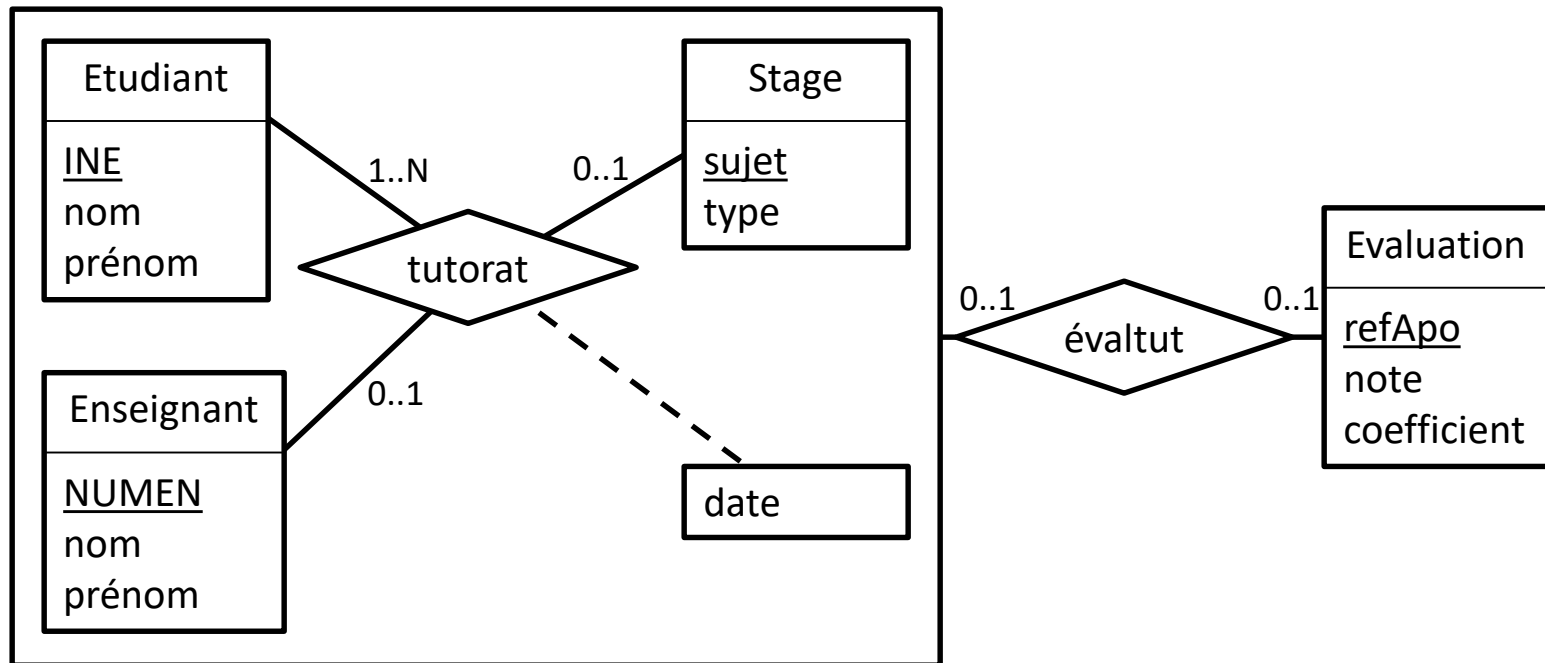 Etudiant
INE
nom
prénom
1..N
0..1
Stage
sujet
type
tutorat
Enseignant
NUMEN
nom
prénom
0..1
date
0..1
évaltut
0..1
Evaluation
refApo
note
coefficient